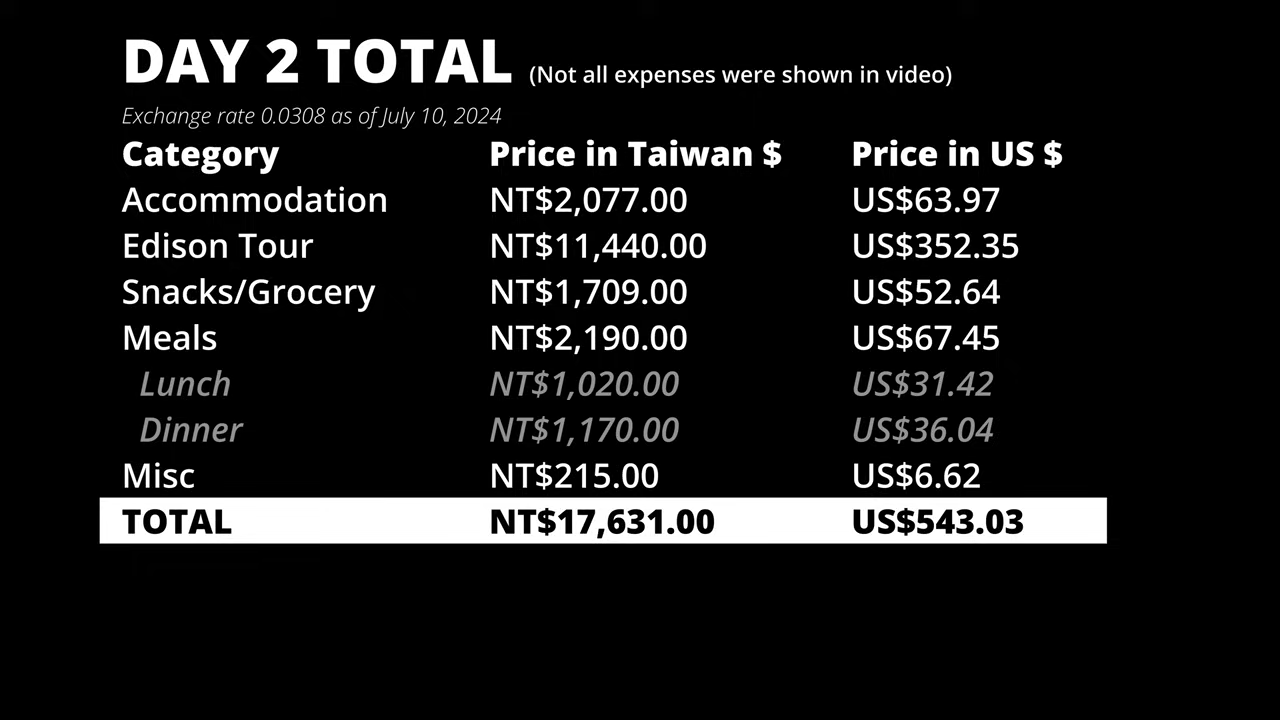 DAY 2 TOTAL (Not all expenses were shown in video)
Exchange rate 0.0308 as of July 10, 2024
Category Price in Taiwan $ Price in US $
Accommodation NT$2,077.00 US$63.97
Edison Tour NT$11,440.00 US$352.35
Snacks/Grocery NT$1,709.00 US$52.64
Meals NT$2,190.00 US$67.45
Lunch NT$1,020.00 US$31.42
Dinner NT$1,170.00 US$36.04
Misc NT$215.00 US$6.62
TOTAL NT$17,631.00 US$543.03